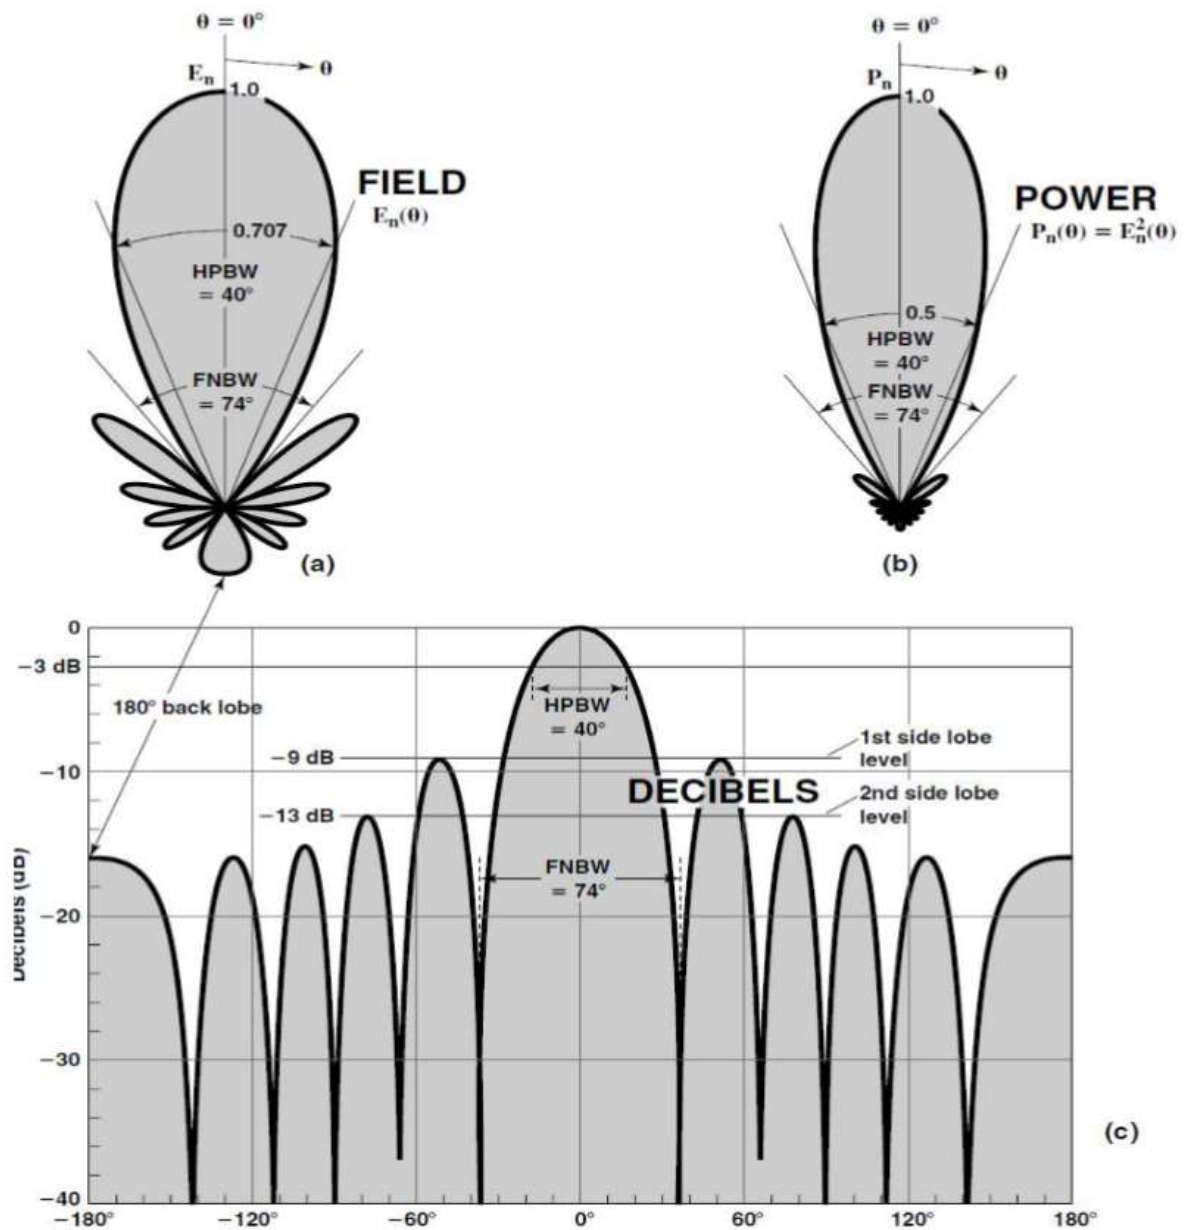 θ = 0°
θ
En
1.0
FIELD
En(θ)
0.707
HPBW
= 40°
FNBW
= 74°
(a)
θ = 0°
θ
Pn
1.0
POWER
Pn(θ) = E²n(θ)
0.5
HPBW
= 40°
FNBW
= 74°
(b)
0
−3 dB
180° back lobe
HPBW
= 40°
−9 dB
1st side lobe
level
−10
DECIBELS
2nd side lobe
level
−13 dB
FNBW
= 74°
Decibels (dB)
−20
−30
(c)
−40
−180°
−120°
−60°
0°
60°
120°
180°